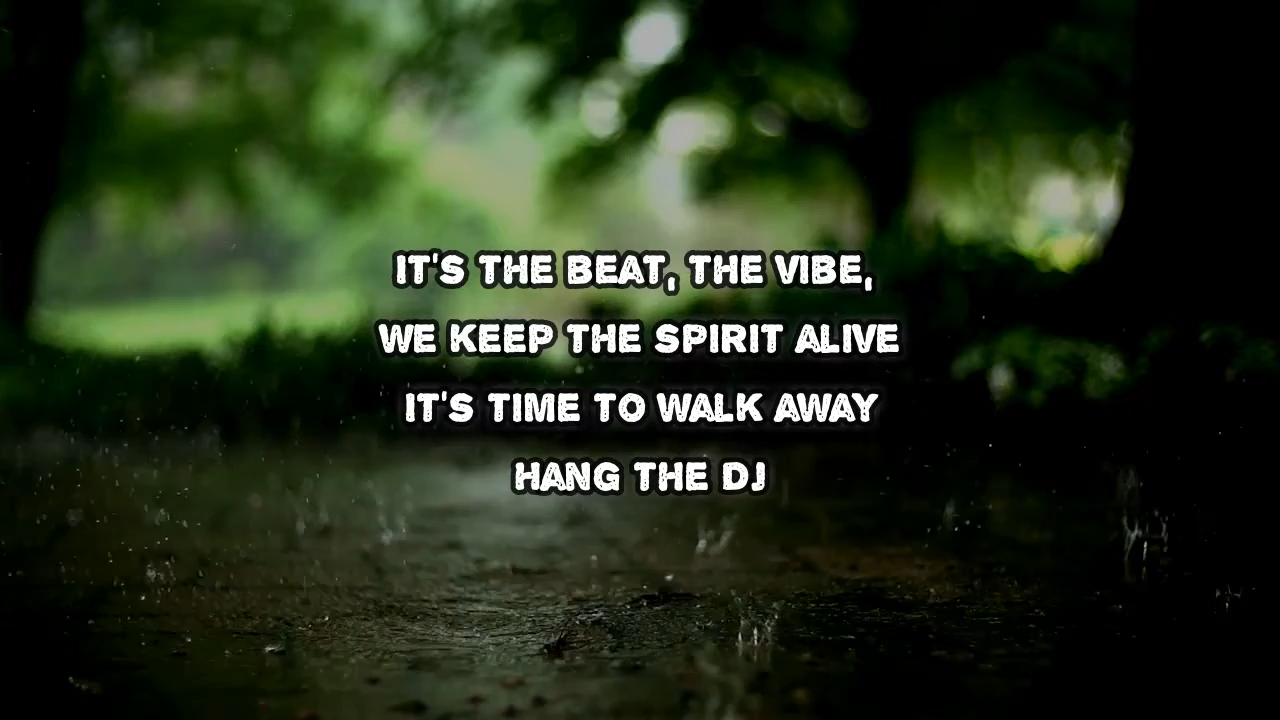 IT'S THE BEAT, THE VIBE,
WE KEEP THE SPIRIT ALIVE
IT'S TIME TO WALK AWAY
HANG THE DJ